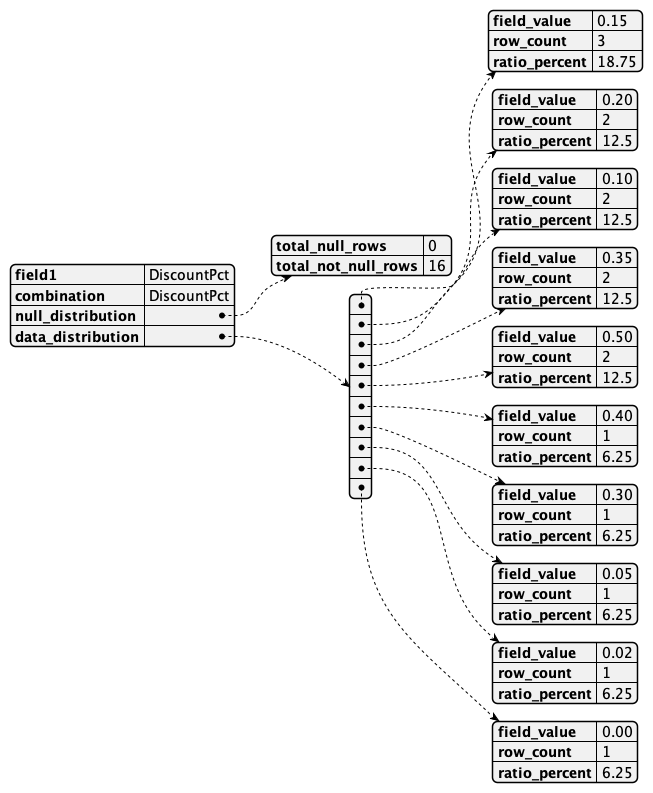 field1 DiscountPct
combination DiscountPct
null_distribution
data_distribution
total_null_rows 0
total_not_null_rows 16
field_value 0.15
row_count 3
ratio_percent 18.75
field_value 0.20
row_count 2
ratio_percent 12.5
field_value 0.10
row_count 2
ratio_percent 12.5
field_value 0.35
row_count 2
ratio_percent 12.5
field_value 0.50
row_count 2
ratio_percent 12.5
field_value 0.40
row_count 1
ratio_percent 6.25
field_value 0.30
row_count 1
ratio_percent 6.25
field_value 0.05
row_count 1
ratio_percent 6.25
field_value 0.02
row_count 1
ratio_percent 6.25
field_value 0.00
row_count 1
ratio_percent 6.25